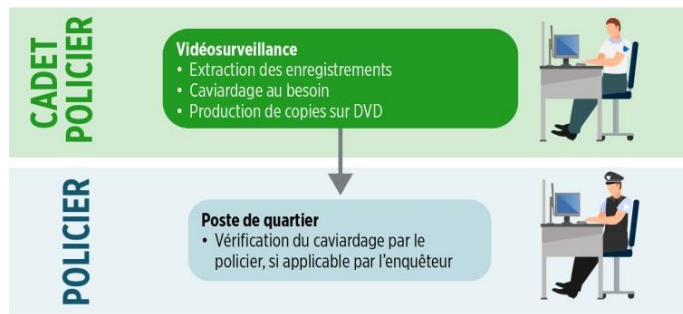 CADET
POLICIER
Vidéosurveillance
• Extraction des enregistrements
• Caviardage au besoin
• Production de copies sur DVD
POLICIER
Poste de quartier
• Vérification du caviardage par le
policier, si applicable par l'enquêteur